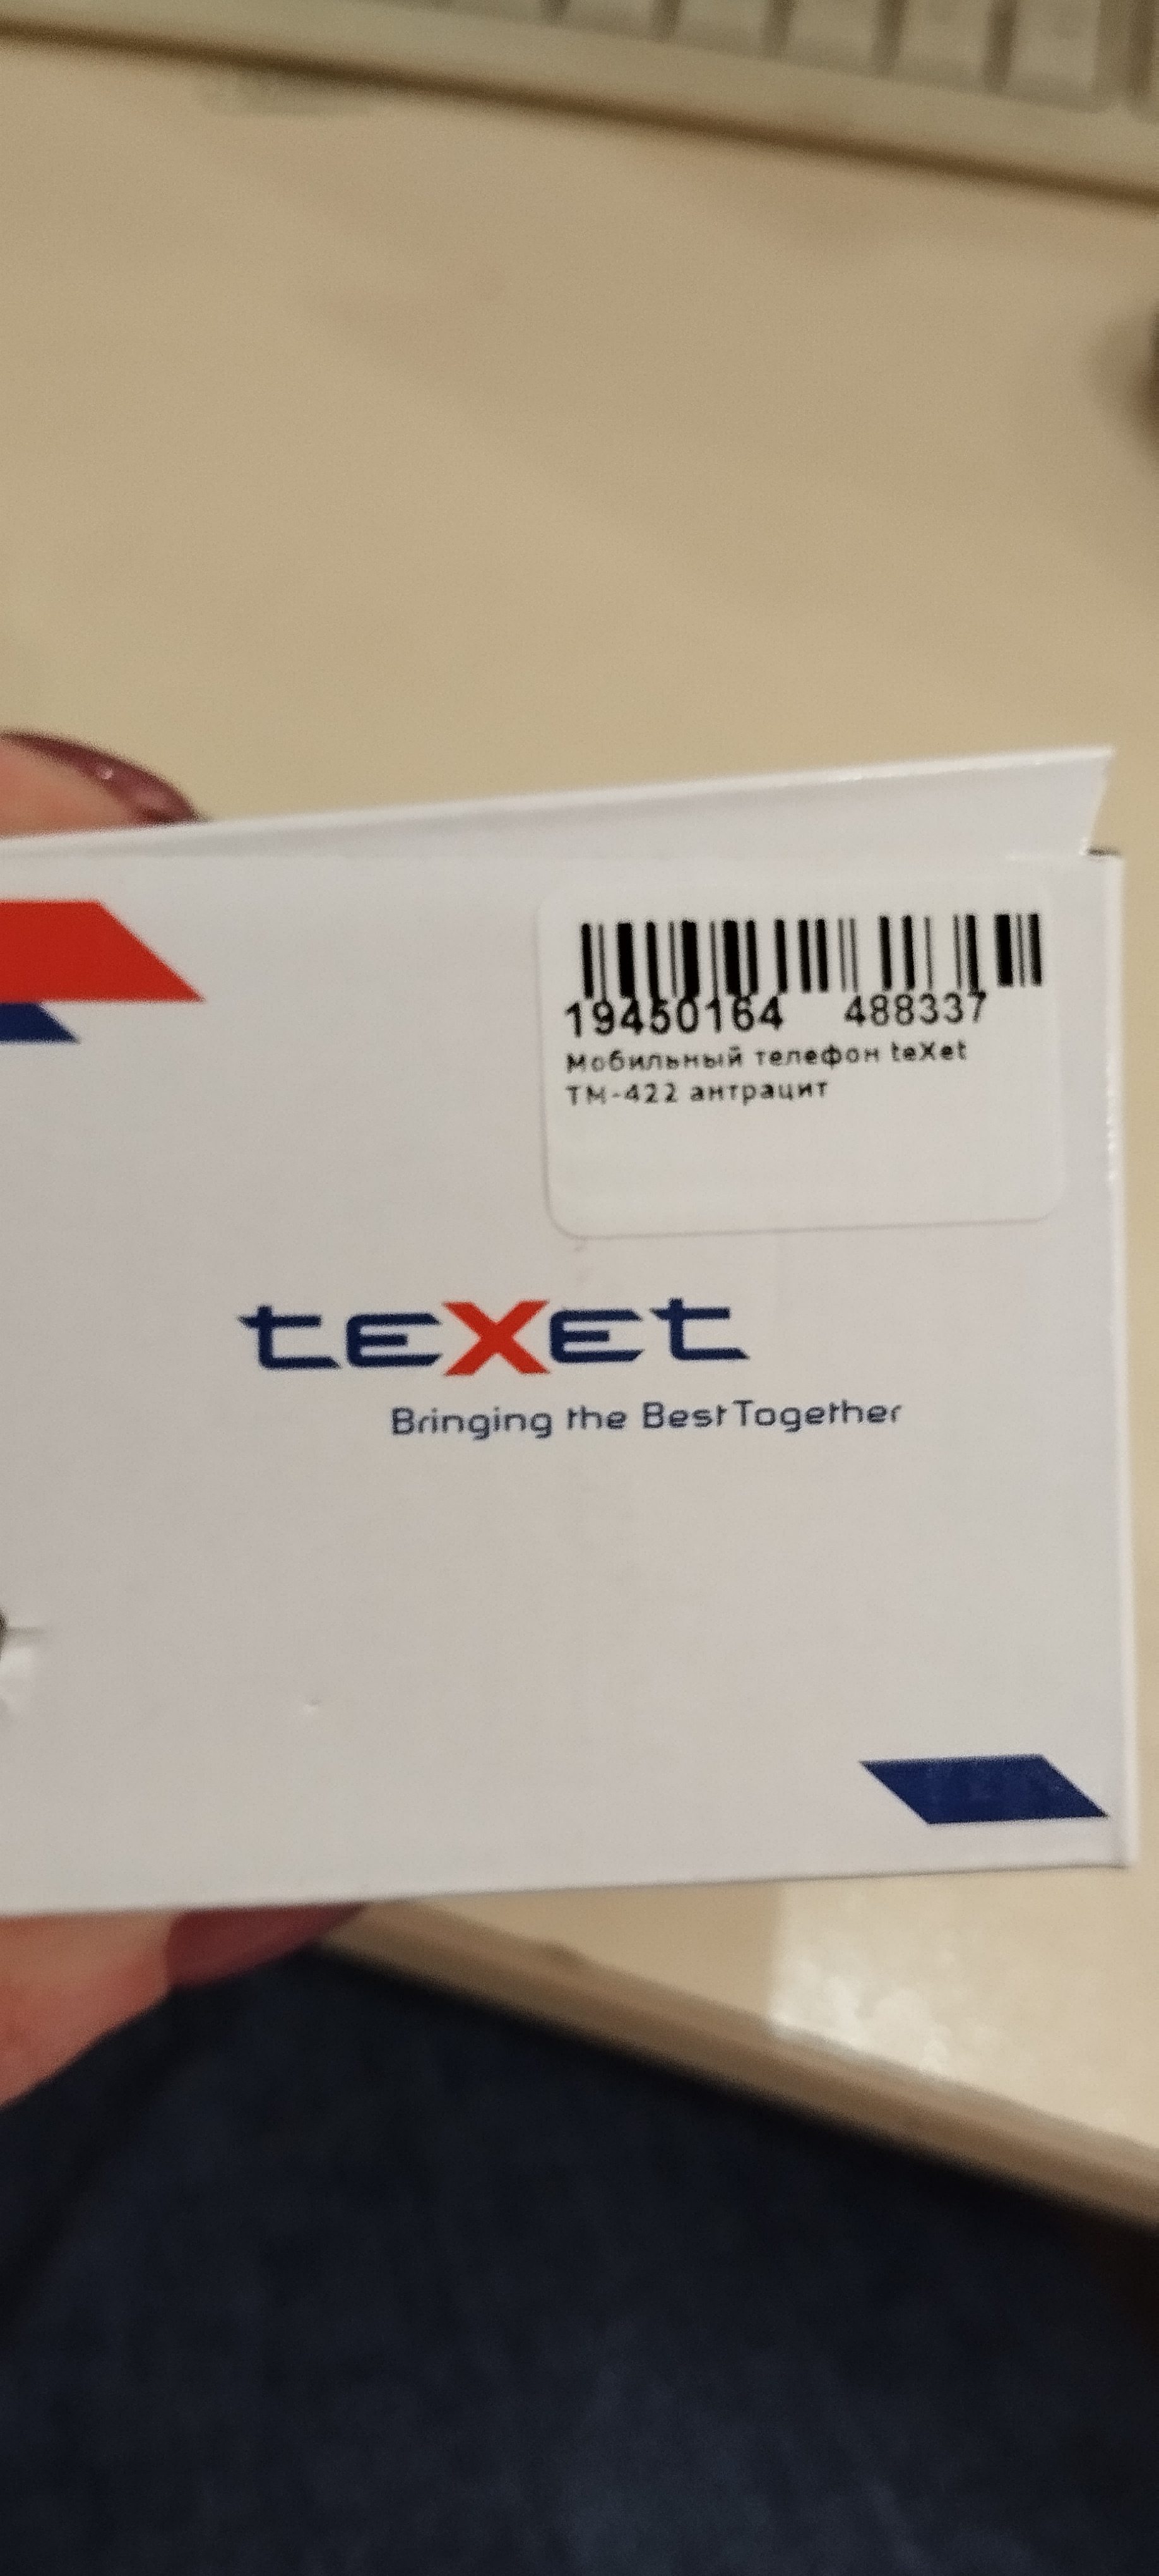 19450164 488337
Мобильный телефон teXet
TM-422 антрацит
teXet
Bringing the Best Together